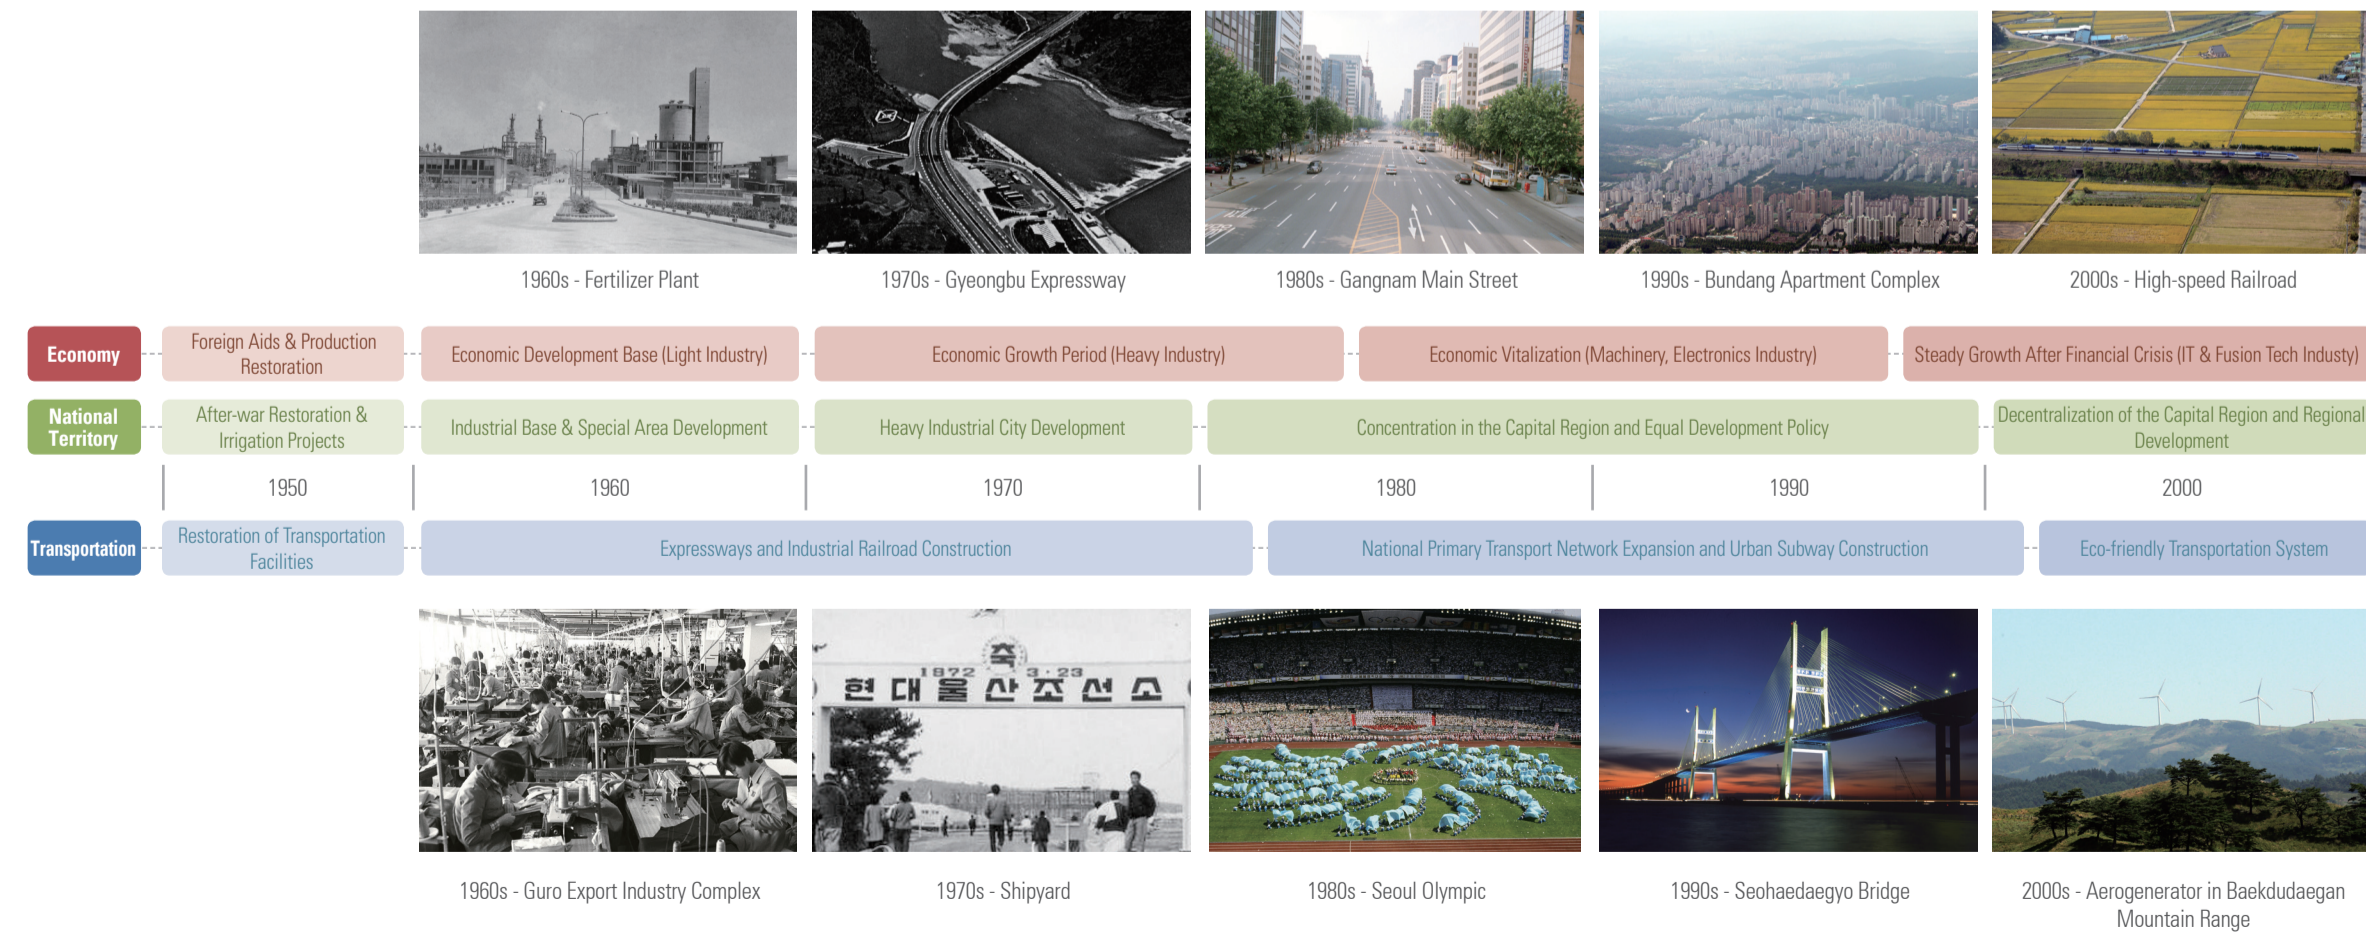 1960s - Fertilizer Plant
1970s - Gyeongbu Expressway
1980s - Gangnam Main Street
1990s - Bundang Apartment Complex
2000s - High-speed Railroad
Economy
Foreign Aids & Production
Restoration
Economic Development Base (Light Industry)
Economic Growth Period (Heavy Industry)
Economic Vitalization (Machinery, Electronics Industry)
Steady Growth After Financial Crisis (IT & Fusion Tech Industy)
National
Territory
After-war Restoration &
Irrigation Projects
Industrial Base & Special Area Development
Heavy Industrial City Development
Concentration in the Capital Region and Equal Development Policy
Decentralization of the Capital Region and Regional
Development
1950
1960
1970
1980
1990
2000
Transportation
Restoration of Transportation
Facilities
Expressways and Industrial Railroad Construction
National Primary Transport Network Expansion and Urban Subway Construction
Eco-friendly Transportation System
축
1972 3·23
현대울산조선소
1960s - Guro Export Industry Complex
1970s - Shipyard
1980s - Seoul Olympic
1990s - Seohaedaegyo Bridge
2000s - Aerogenerator in Baekdudaegan
Mountain Range